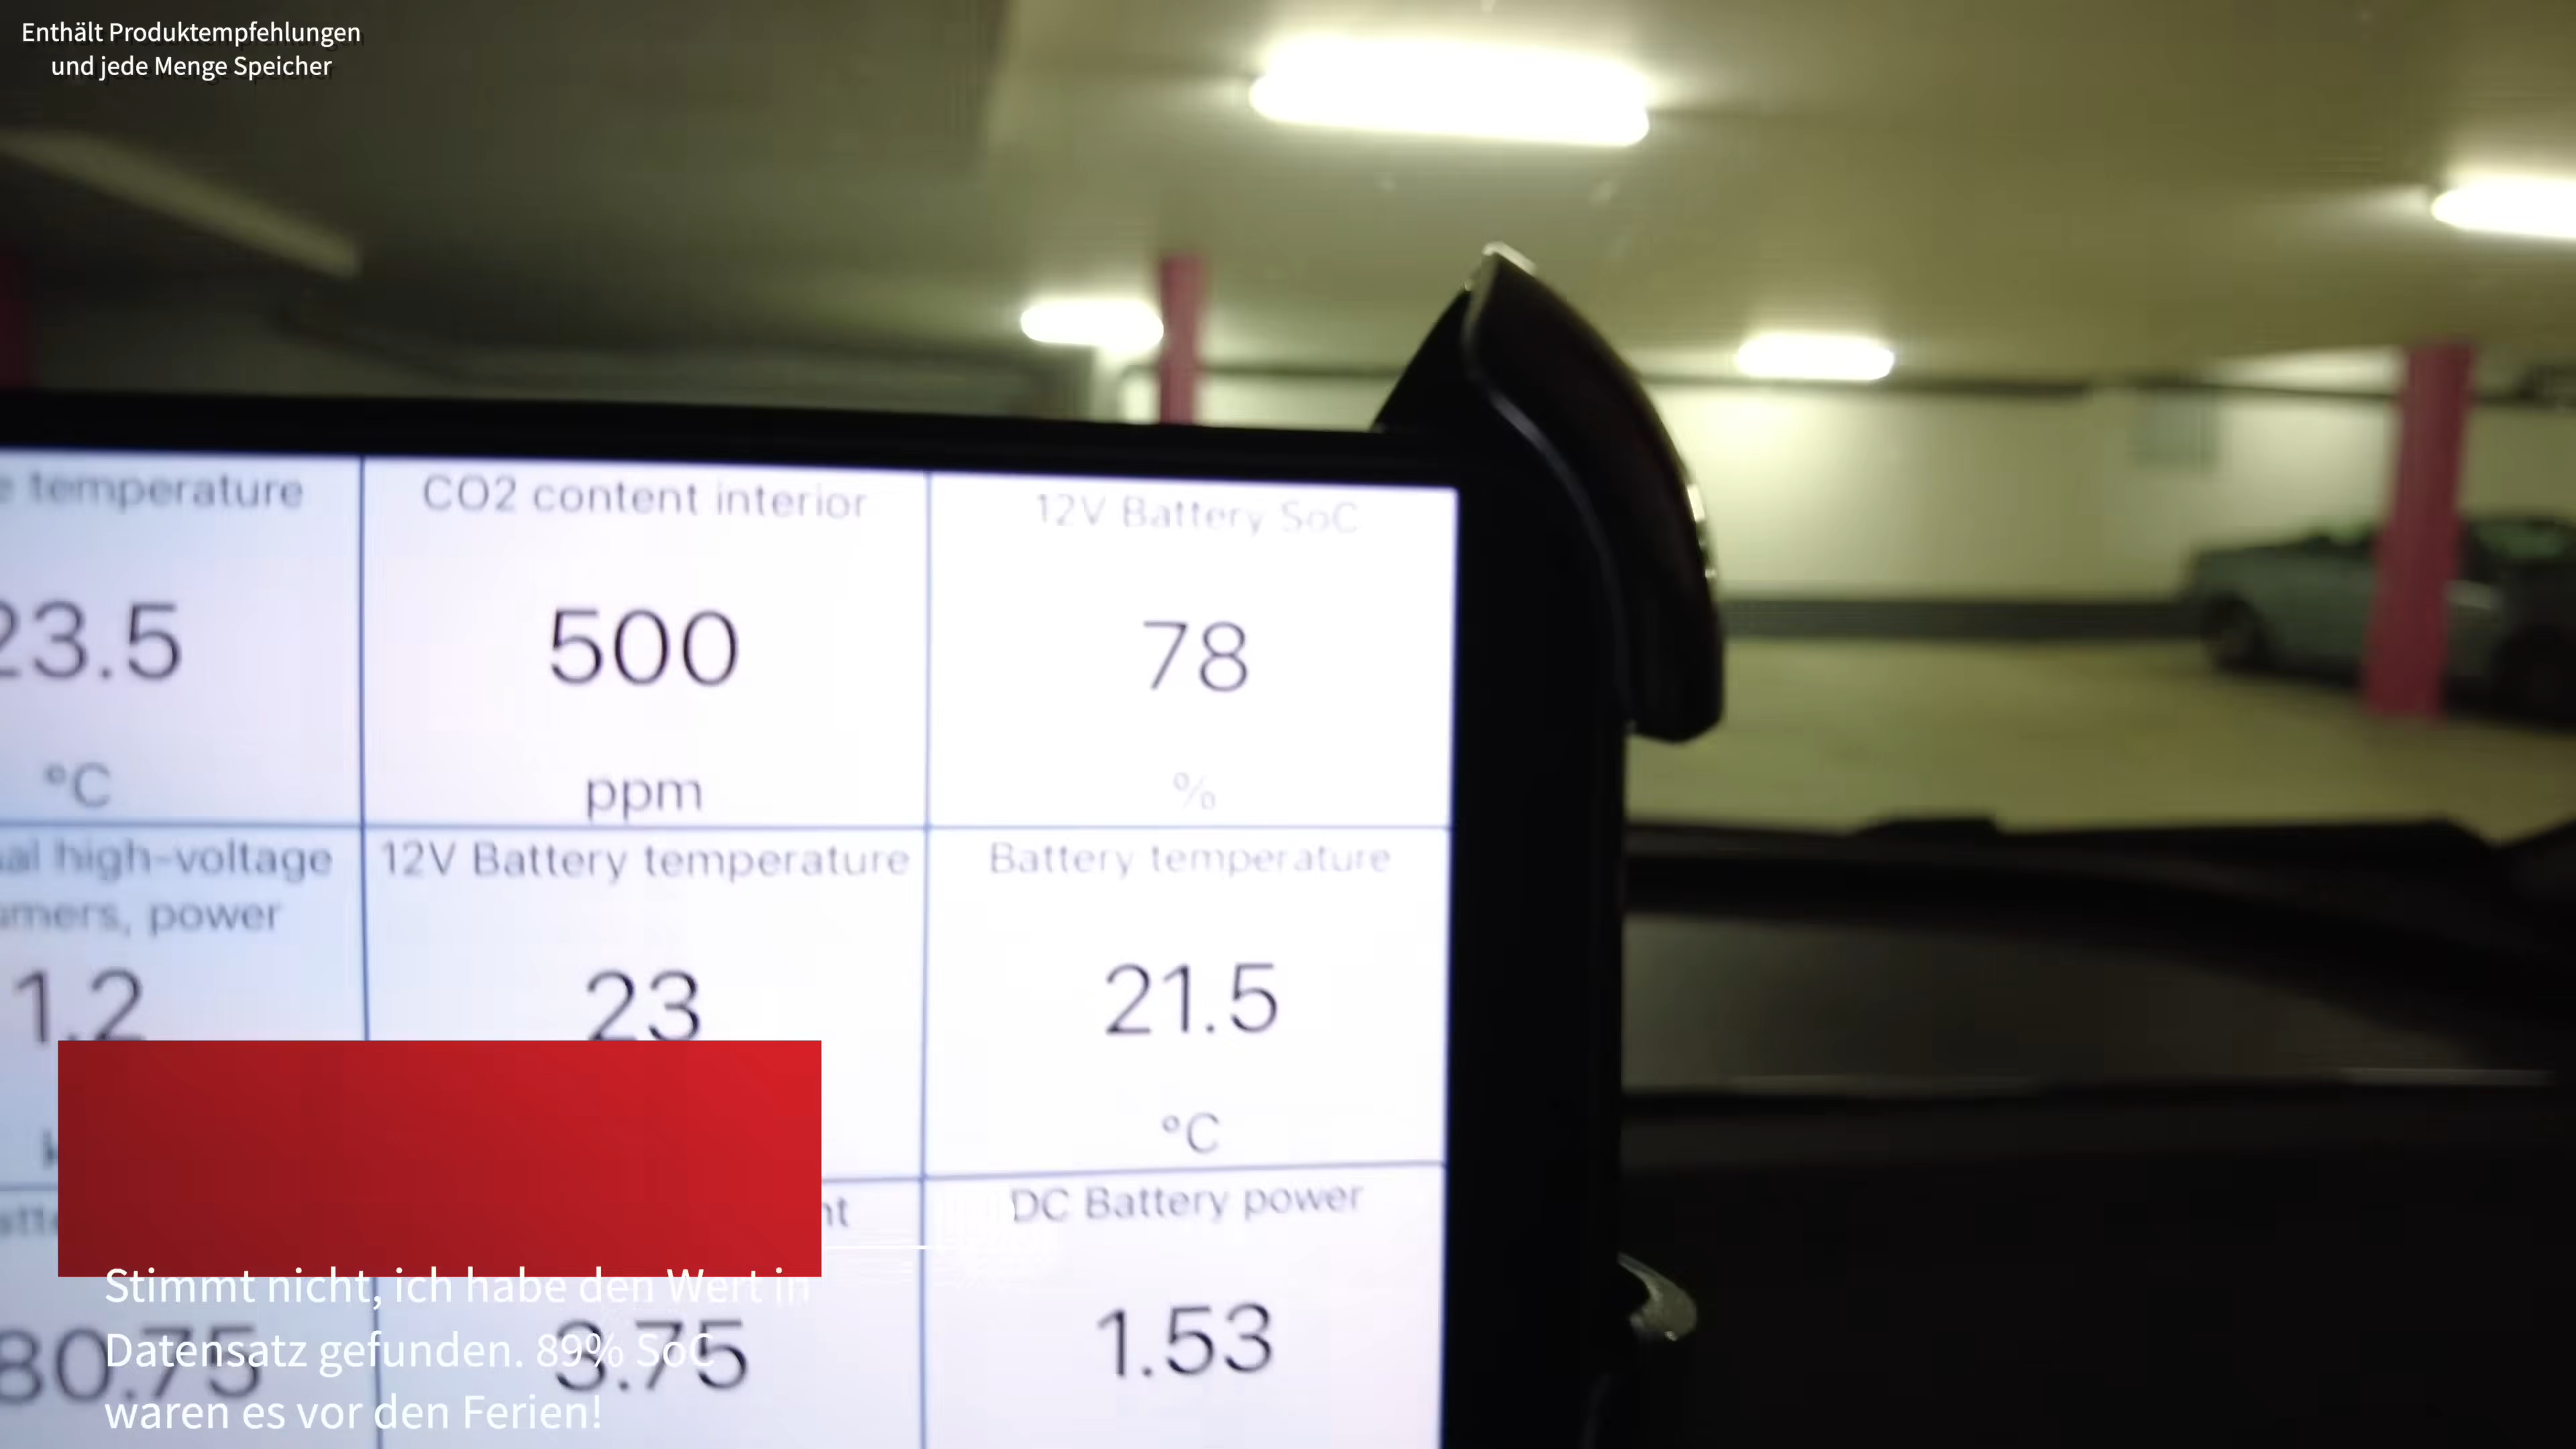 Enthält Produktempfehlungen
und jede Menge Speicher
temperature
CO2 content interior
12V Battery SoC
23.5
500
78
°C
ppm
%
high-voltage
12V Battery temperature
Battery temperature
power
1.2
23
21.5
°C
DC Battery power
80.75
3.75
1.53
Stimmt nicht, ich habe den Wert in
Datensatz gefunden. 89% SoC
waren es vor den Ferien!